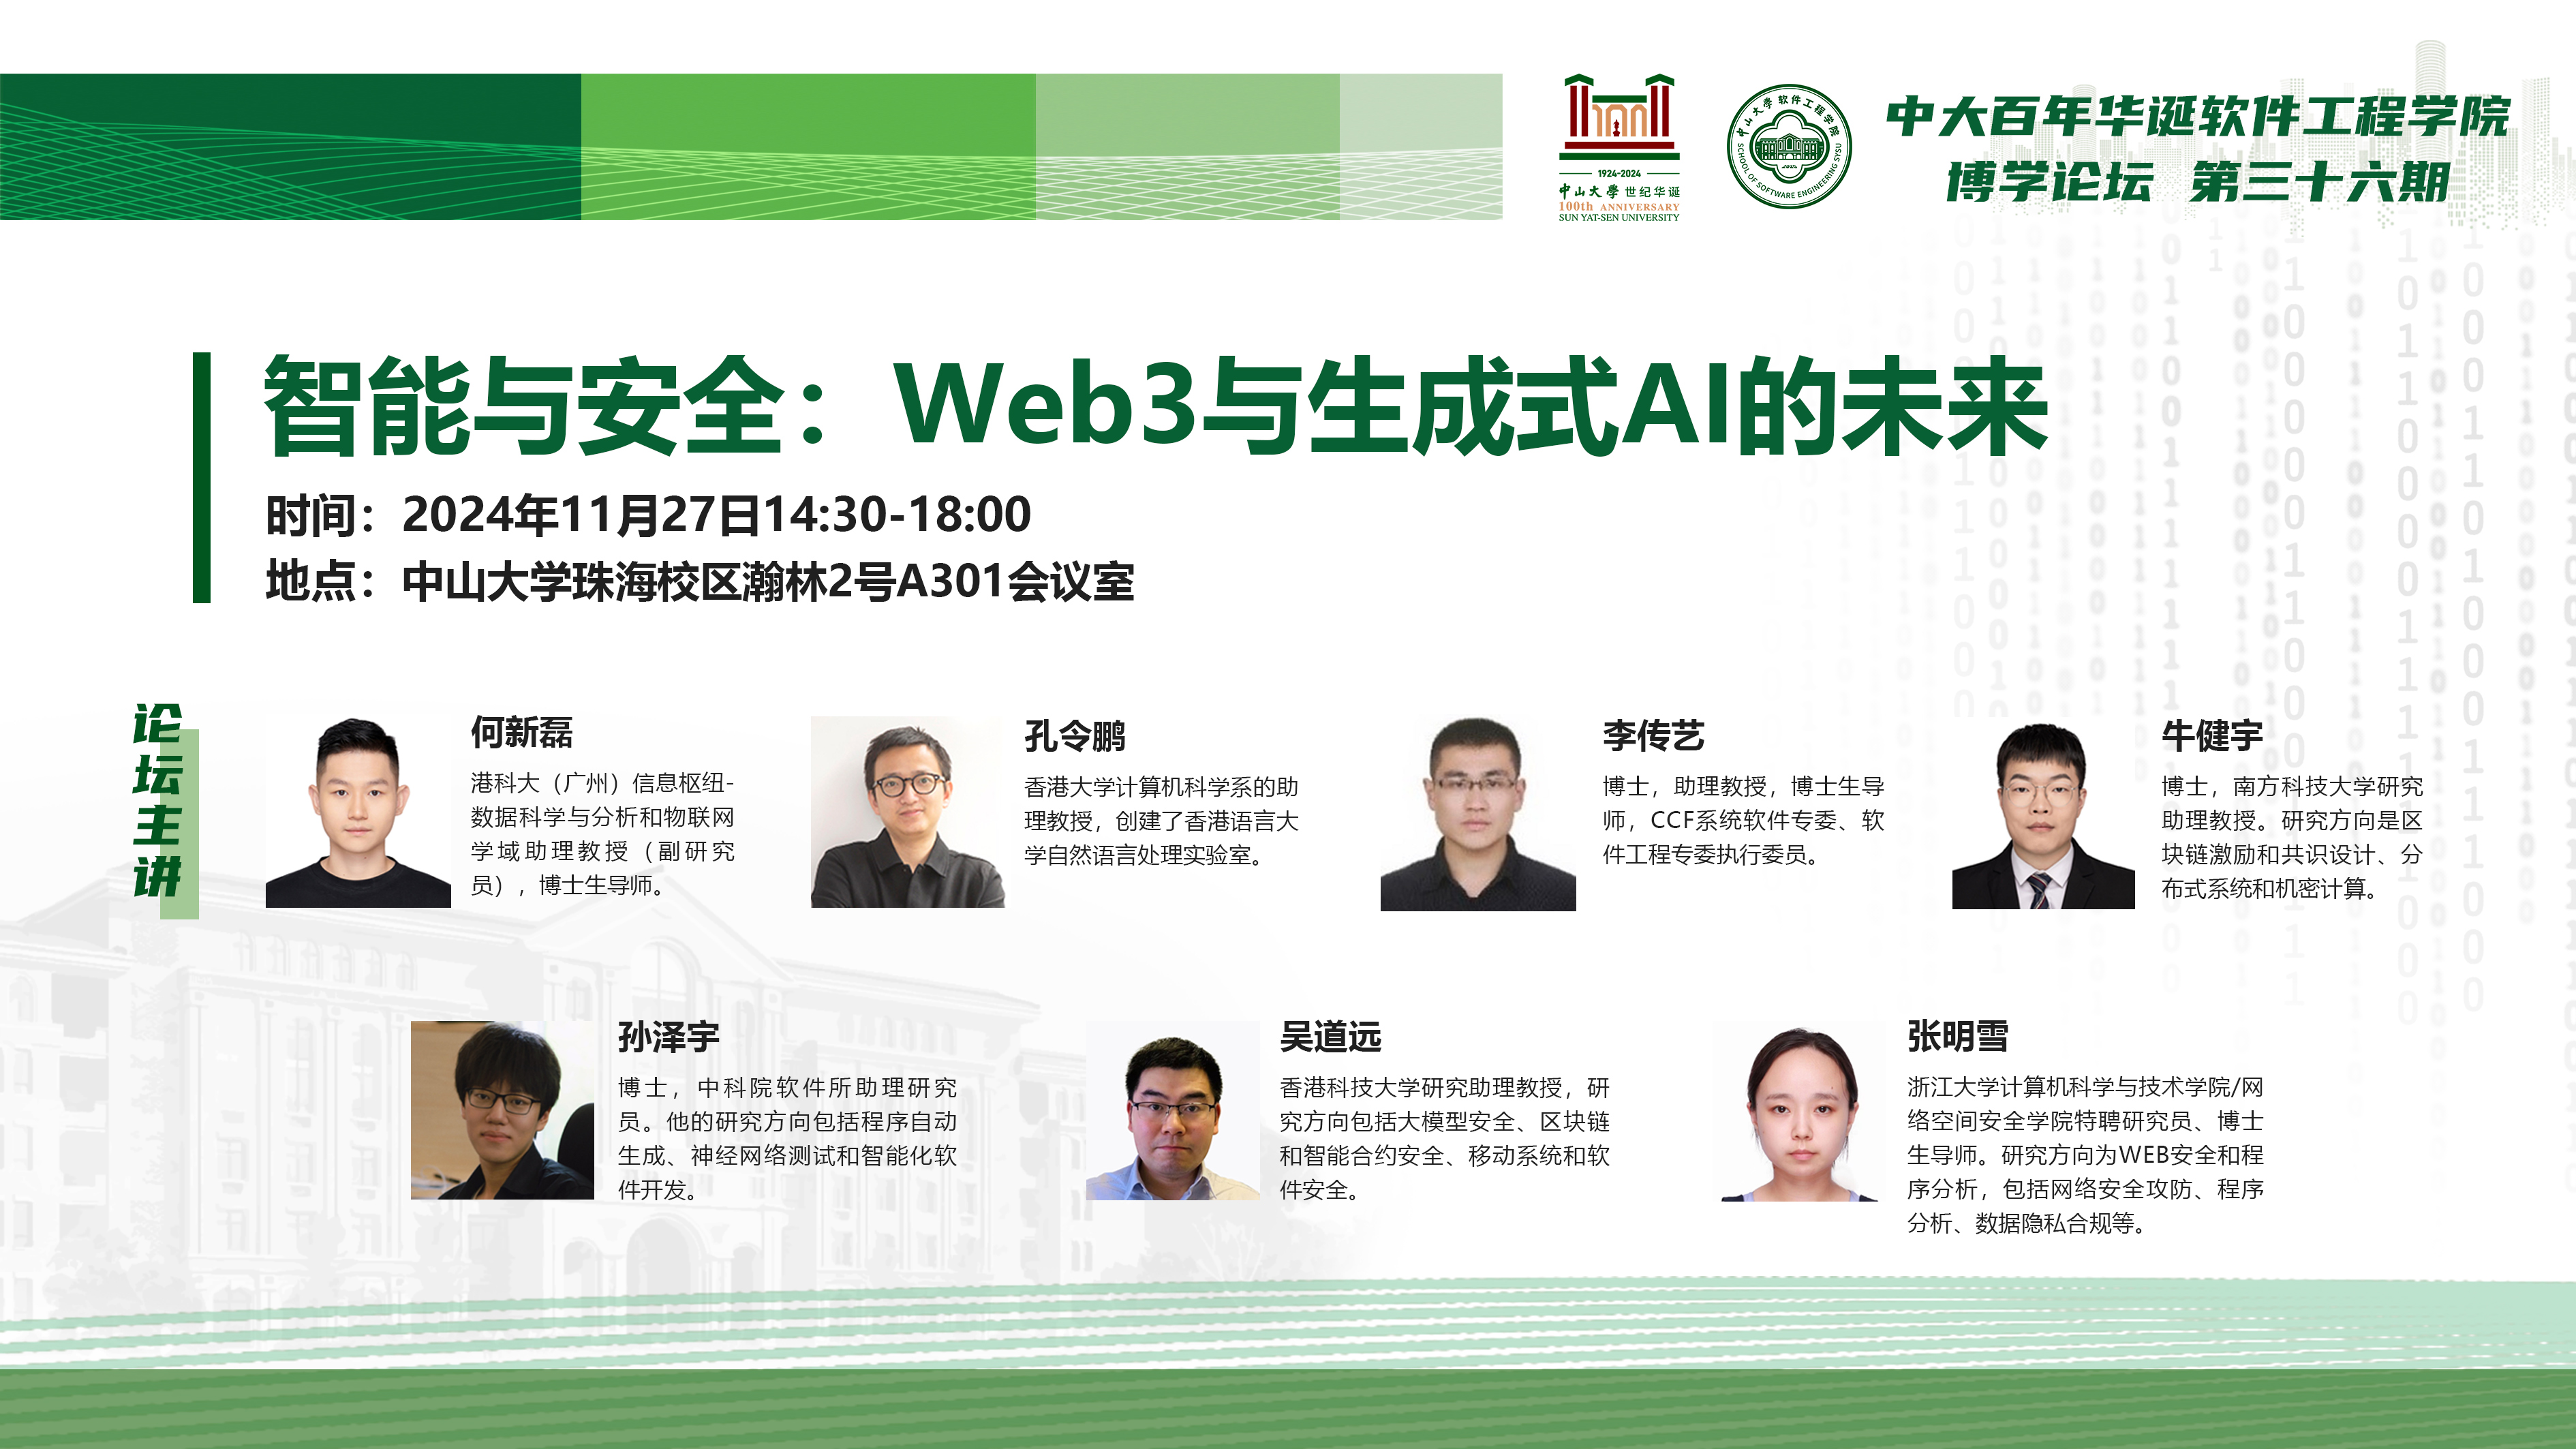 1924-2024
中山大学 世纪华诞
100th ANNIVERSARY
SUN YAT-SEN UNIVERSITY
中山大学 软件工程学院
SCHOOL OF SOFTWARE ENGINEERING SYSU
中大百年华诞软件工程学院
博学论坛 第三十六期
智能与安全：Web3与生成式AI的未来
时间：2024年11月27日14:30-18:00
地点：中山大学珠海校区瀚林2号A301会议室
论坛主讲
何新磊
港科大（广州）信息枢纽-
数据科学与分析和物联网
学域助理教授（副研究
员），博士生导师。
孔令鹏
香港大学计算机科学系的助
理教授，创建了香港语言大
学自然语言处理实验室。
李传艺
博士，助理教授，博士生导
师，CCF系统软件专委、软
件工程专委执行委员。
牛健宇
博士，南方科技大学研究
助理教授。研究方向是区
块链激励和共识设计、分
布式系统和机密计算。
孙泽宇
博士，中科院软件所助理研究
员。他的研究方向包括程序自动
生成、神经网络测试和智能化软
件开发。
吴道远
香港科技大学研究助理教授，研
究方向包括大模型安全、区块链
和智能合约安全、移动系统和软
件安全。
张明雪
浙江大学计算机科学与技术学院/网
络空间安全学院特聘研究员、博士
生导师。研究方向为WEB安全和程
序分析，包括网络安全攻防、程序
分析、数据隐私合规等。